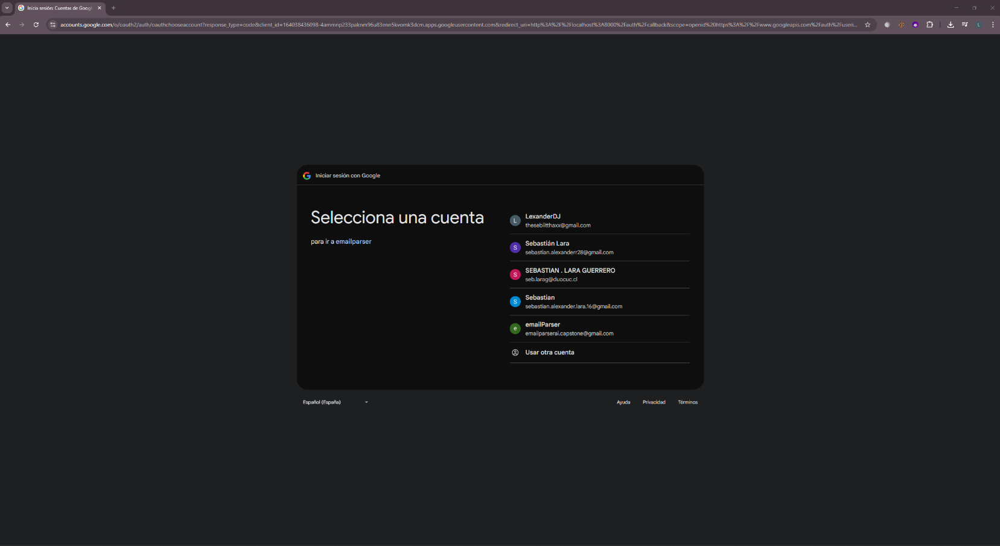 Inicia sesión: Cuentas de Googl
accounts.google.com/o/oauth2/auth/oauthchooseaccount?response_type=code&client_id=164038436098-4ammnp233paknm96u83enn5kvomk3dcm.apps.googleusercontent.com&redirect_uri=http%3A%2F%2Flocalhost%3A8000%2Fauth%2Fcallback&scope=openid%20https%3A%2F%2Fwww.googleapis.com%2Fauth%2Fuseri...
L
Iniciar sesión con Google
Selecciona una cuenta
para ir a emailparser
L
LexanderDJ
thesebiitthaxx@gmail.com
S
Sebastián Lara
sebastian.alexanderr28@gmail.com
S
SEBASTIAN . LARA GUERRERO
seb.larag@duocuc.cl
S
Sebastian
sebastian.alexander.lara.16@gmail.com
e
emailParser
emailparserai.capstone@gmail.com
Usar otra cuenta
Español (España)
Ayuda
Privacidad
Términos